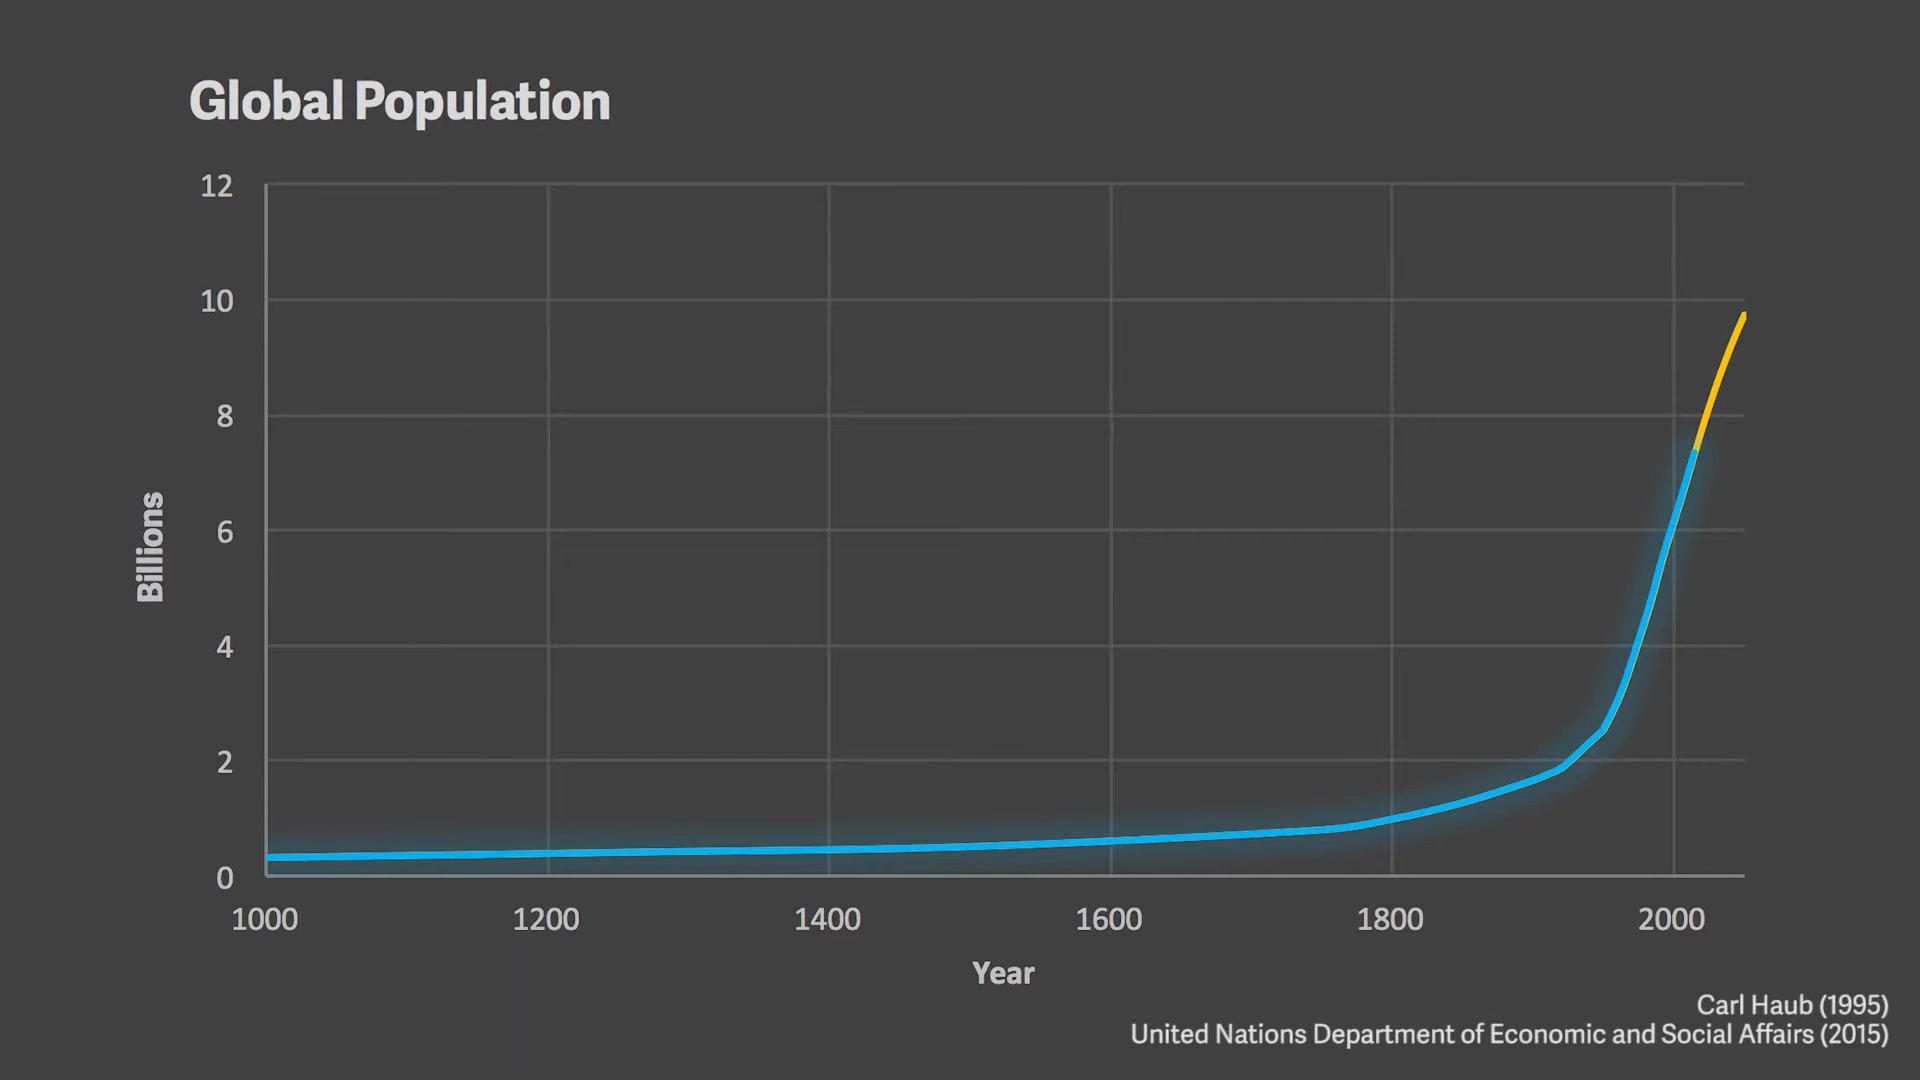 Global Population
12
10
8
6
4
2
0
Billions
1000 1200 1400 1600 1800 2000
Year
Carl Haub (1995)
United Nations Department of Economic and Social Affairs (2015)